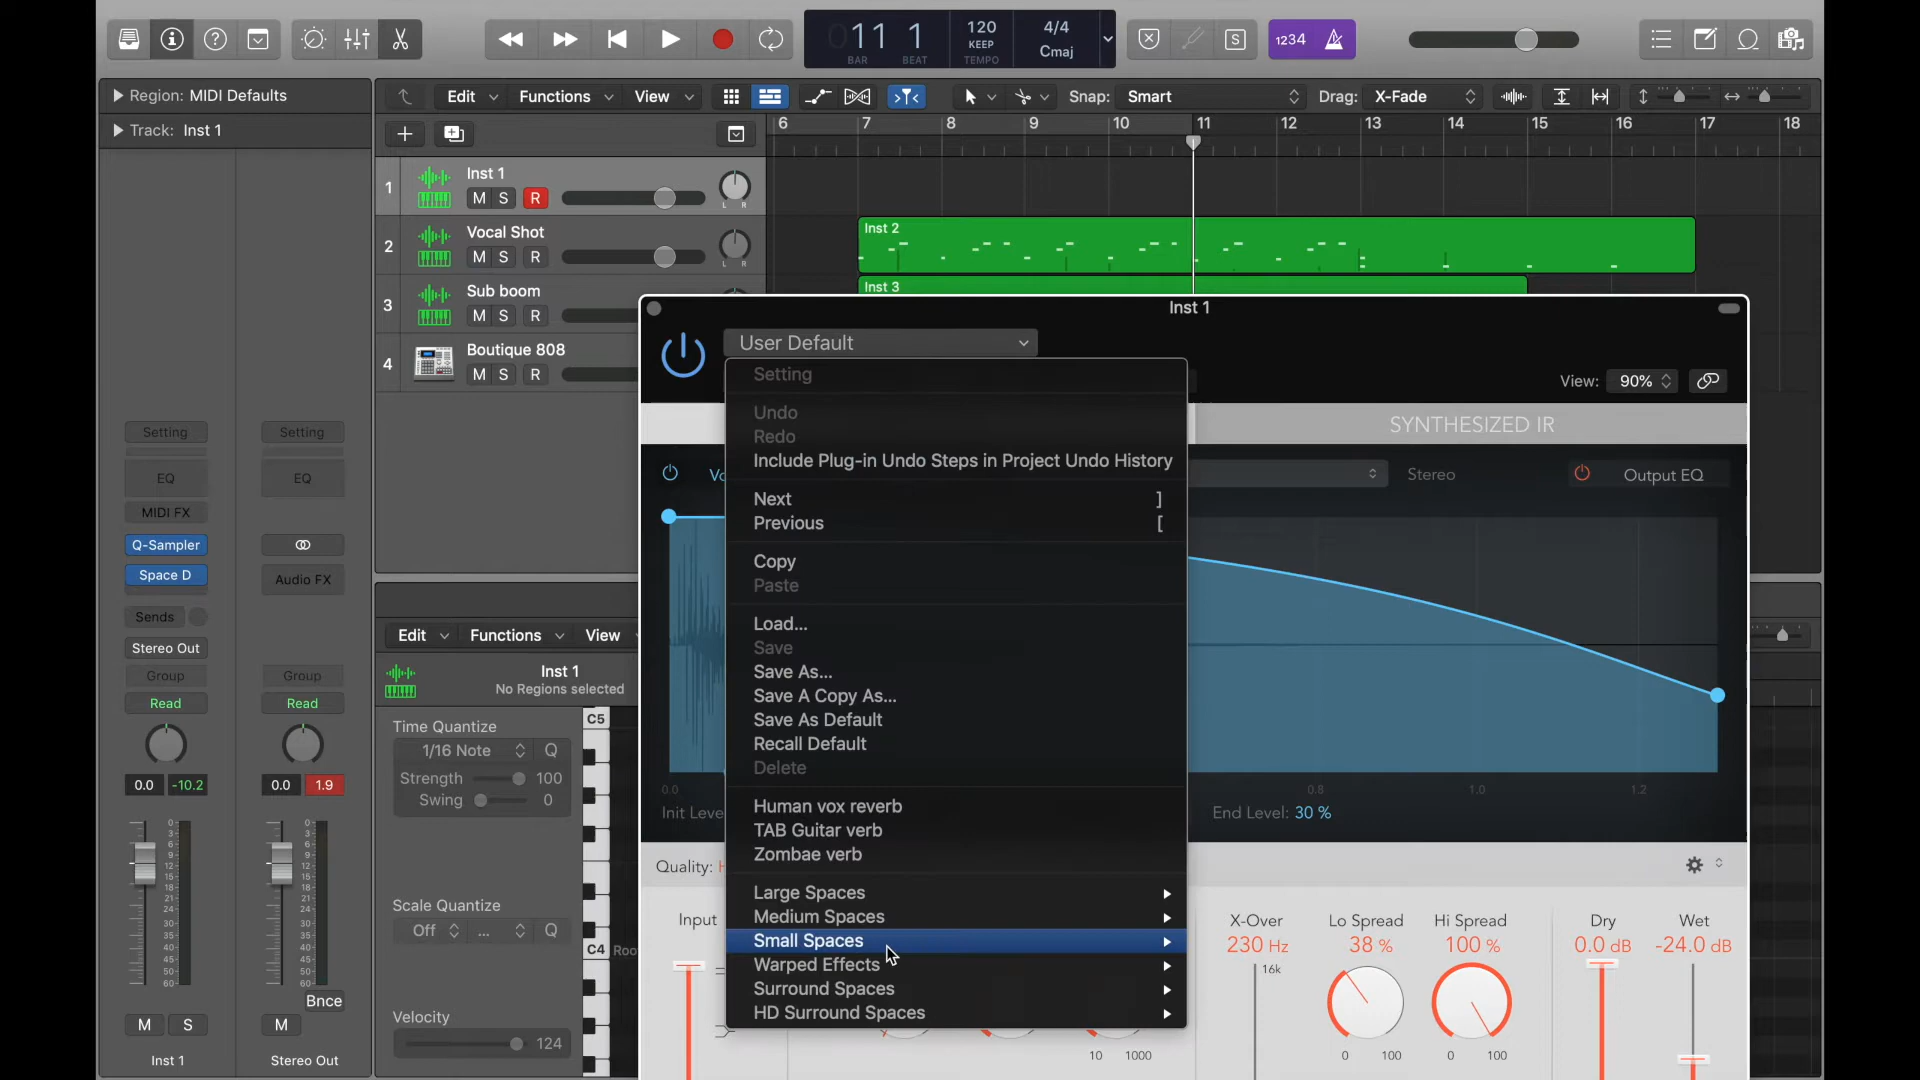 11 1
BAR BEAT
120
KEEP
TEMPO
4/4
Cmaj
S
1234
Region: MIDI Defaults
Track: Inst 1
Edit Functions View
Snap: Smart
Drag: X-Fade
6 7 8 9 10 11 12 13 14 15 16 17 18
1 Inst 1
M S R
L R
2 Vocal Shot
M S R
L R
3 Sub boom
M S R
4 Boutique 808
M S R
Inst 2
Inst 3
Inst 1
User Default
View: 90%
Setting
Undo
Redo
Include Plug-in Undo Steps in Project Undo History
Next ]
Previous [
Copy
Paste
Load...
Save
Save As...
Save A Copy As...
Save As Default
Recall Default
Delete
Human vox reverb
TAB Guitar verb
Zombae verb
Large Spaces
Medium Spaces
Small Spaces
Warped Effects
Surround Spaces
HD Surround Spaces
SYNTHESIZED IR
Stereo
Output EQ
0.0 0.8 1.0 1.2
Init Leve
End Level: 30 %
Quality:
Input
X-Over
230 Hz
16k
Lo Spread
38 %
0 100
Hi Spread
100 %
0 100
Dry
0.0 dB
Wet
-24.0 dB
10 1000
Setting Setting
EQ EQ
MIDI FX
Q-Sampler
Space D
Audio FX
Sends
Stereo Out
Group Group
Read Read
0.0 -10.2 0.0 1.9
Bnce
M S M
Inst 1 Stereo Out
Edit Functions View
Inst 1
No Regions selected
Time Quantize
1/16 Note Q
Strength 100
Swing 0
Scale Quantize
Off ... Q
Velocity
124
C5
C4